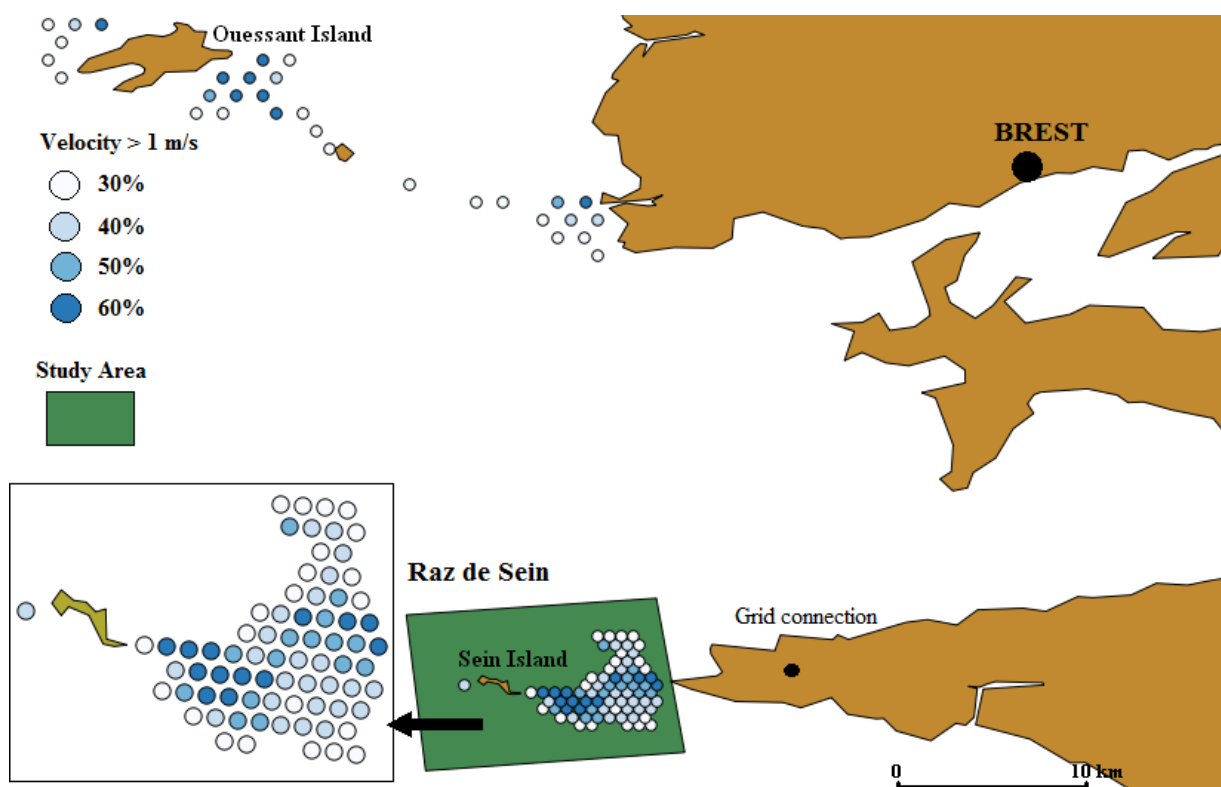 Ouessant Island
BREST
Velocity > 1 m/s
30%
40%
50%
60%
Study Area
Raz de Sein
Grid connection
Sein Island
0
10 km